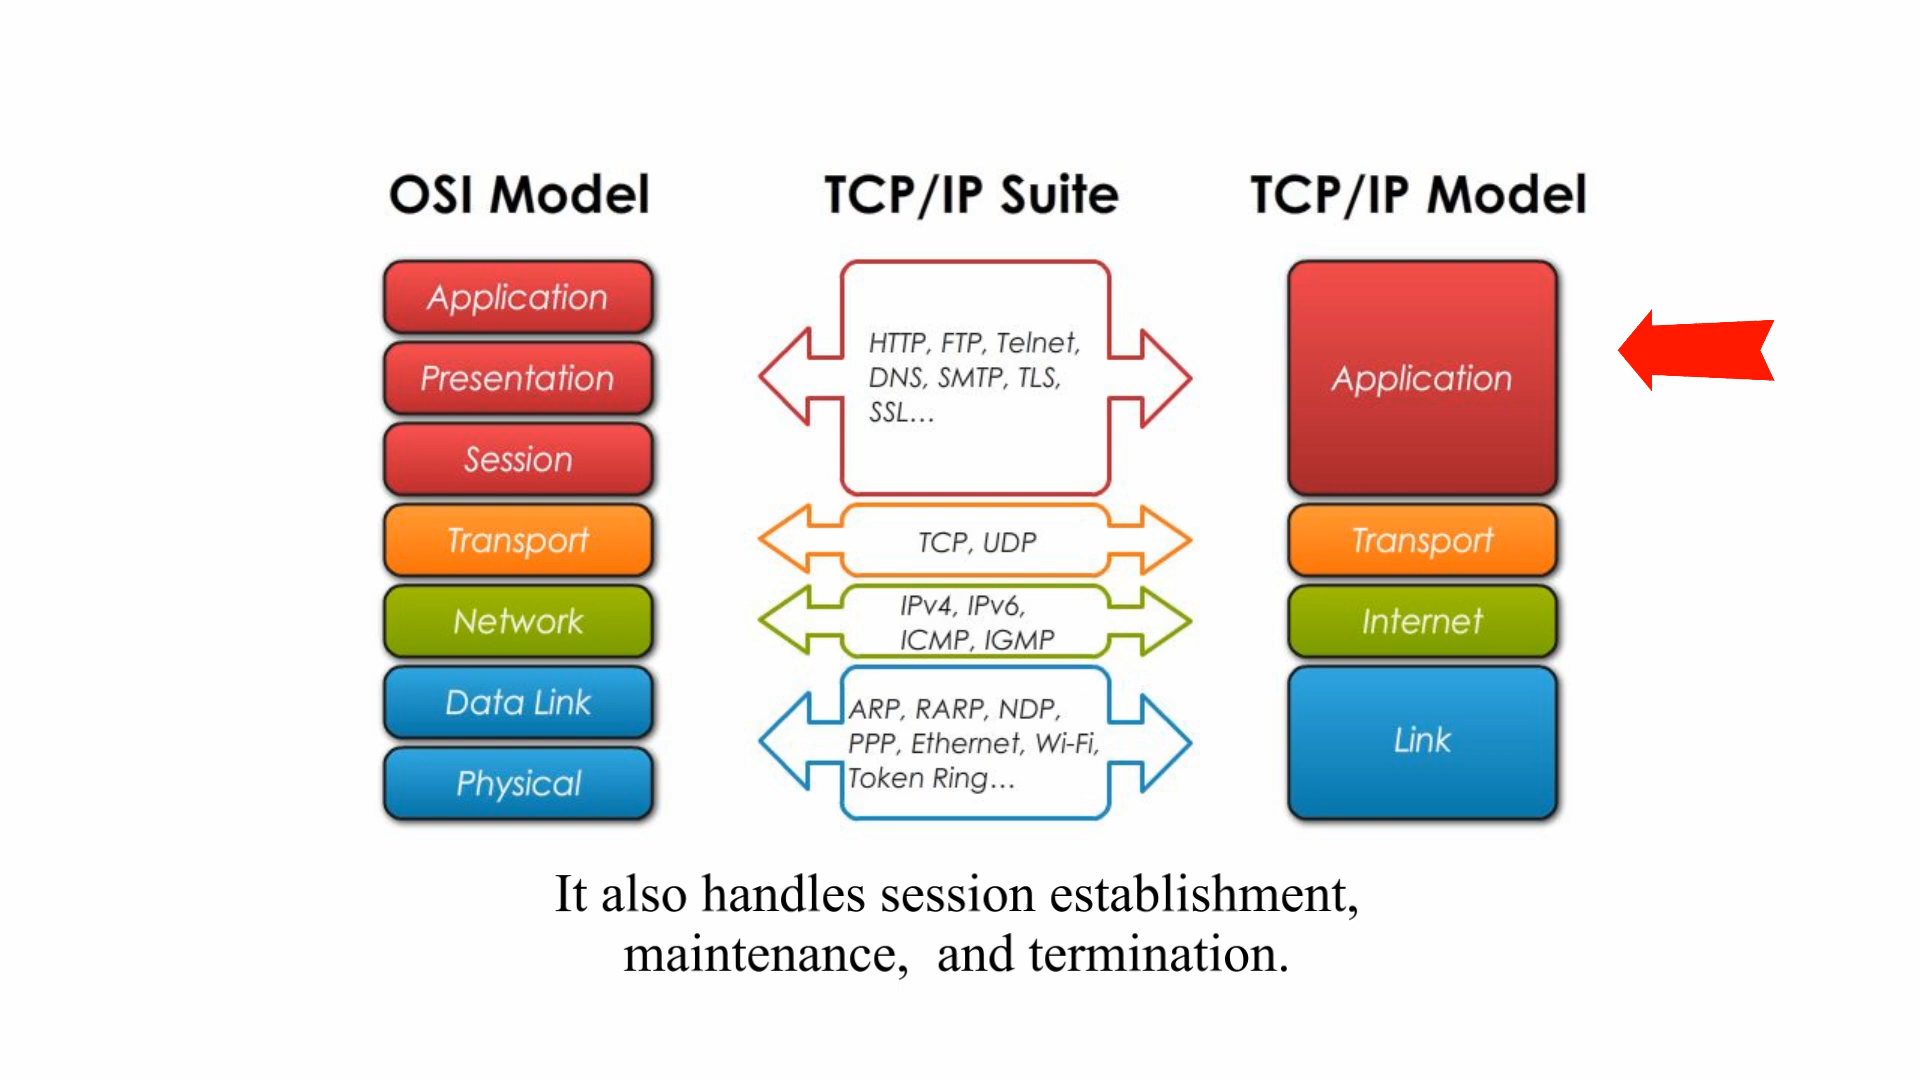 OSI Model
TCP/IP Suite
TCP/IP Model
Application
Presentation
Session
Transport
Network
Data Link
Physical
HTTP, FTP, Telnet,
DNS, SMTP, TLS,
SSL...
TCP, UDP
IPv4, IPv6,
ICMP, IGMP
ARP, RARP, NDP,
PPP, Ethernet, Wi-Fi,
Token Ring...
Application
Transport
Internet
Link
It also handles session establishment,
maintenance,  and termination.